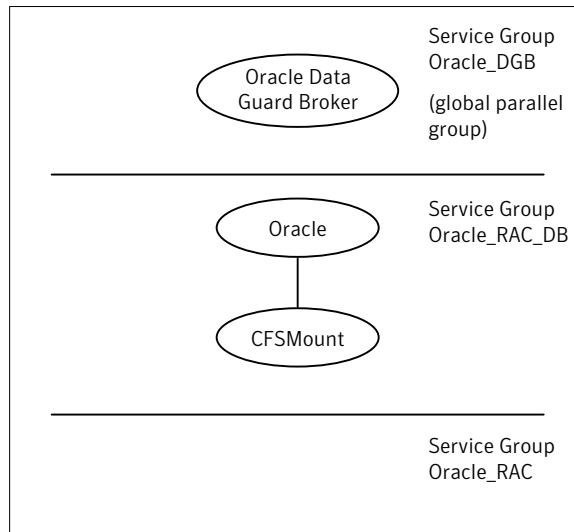 Service Group
Oracle_DGB
(global parallel
group)
Oracle Data
Guard Broker
Service Group
Oracle_RAC_DB
Oracle
CFSMount
Service Group
Oracle_RAC